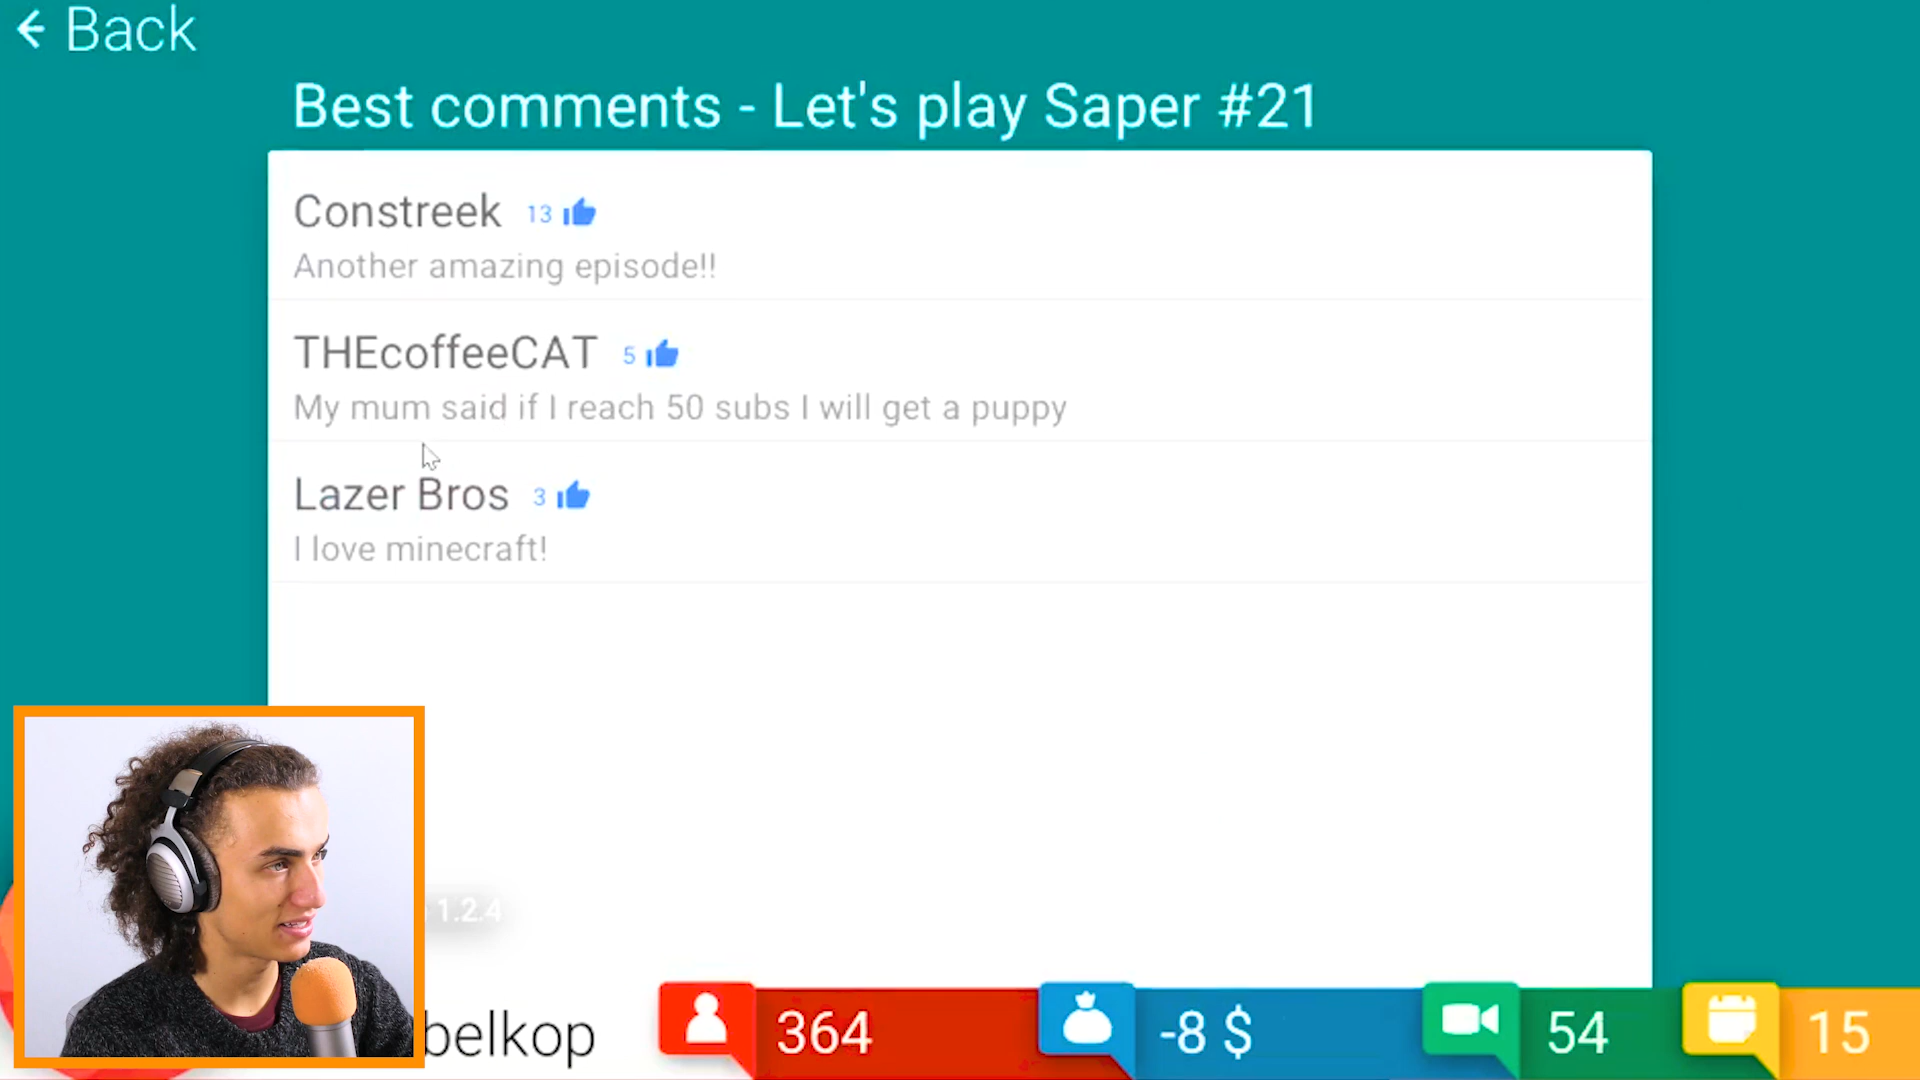 Back
Best comments - Let's play Saper #21
Constreek 13
Another amazing episode!!
THEcoffeeCAT 5
My mum said if I reach 50 subs I will get a puppy
Lazer Bros 3
I love minecraft!
1.2.4
belkop 364 -8 $ 54 15